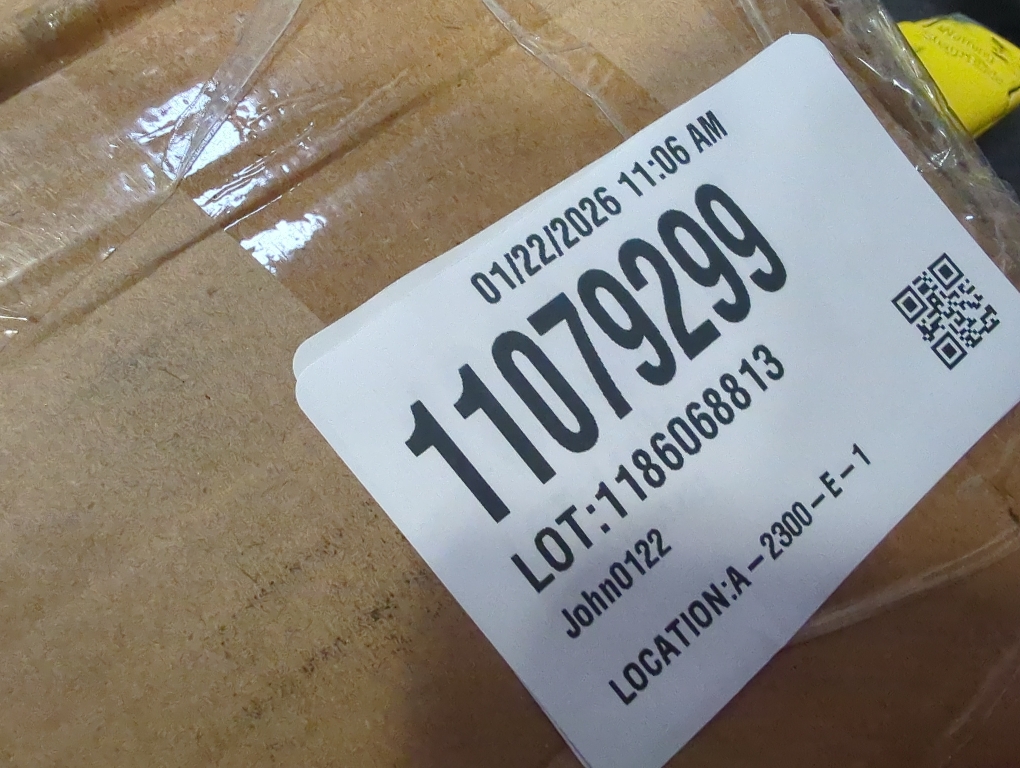 01/22/2026 11:06 AM
11079299
LOT:1186068813
John0122
LOCATION:A-2300-E-1